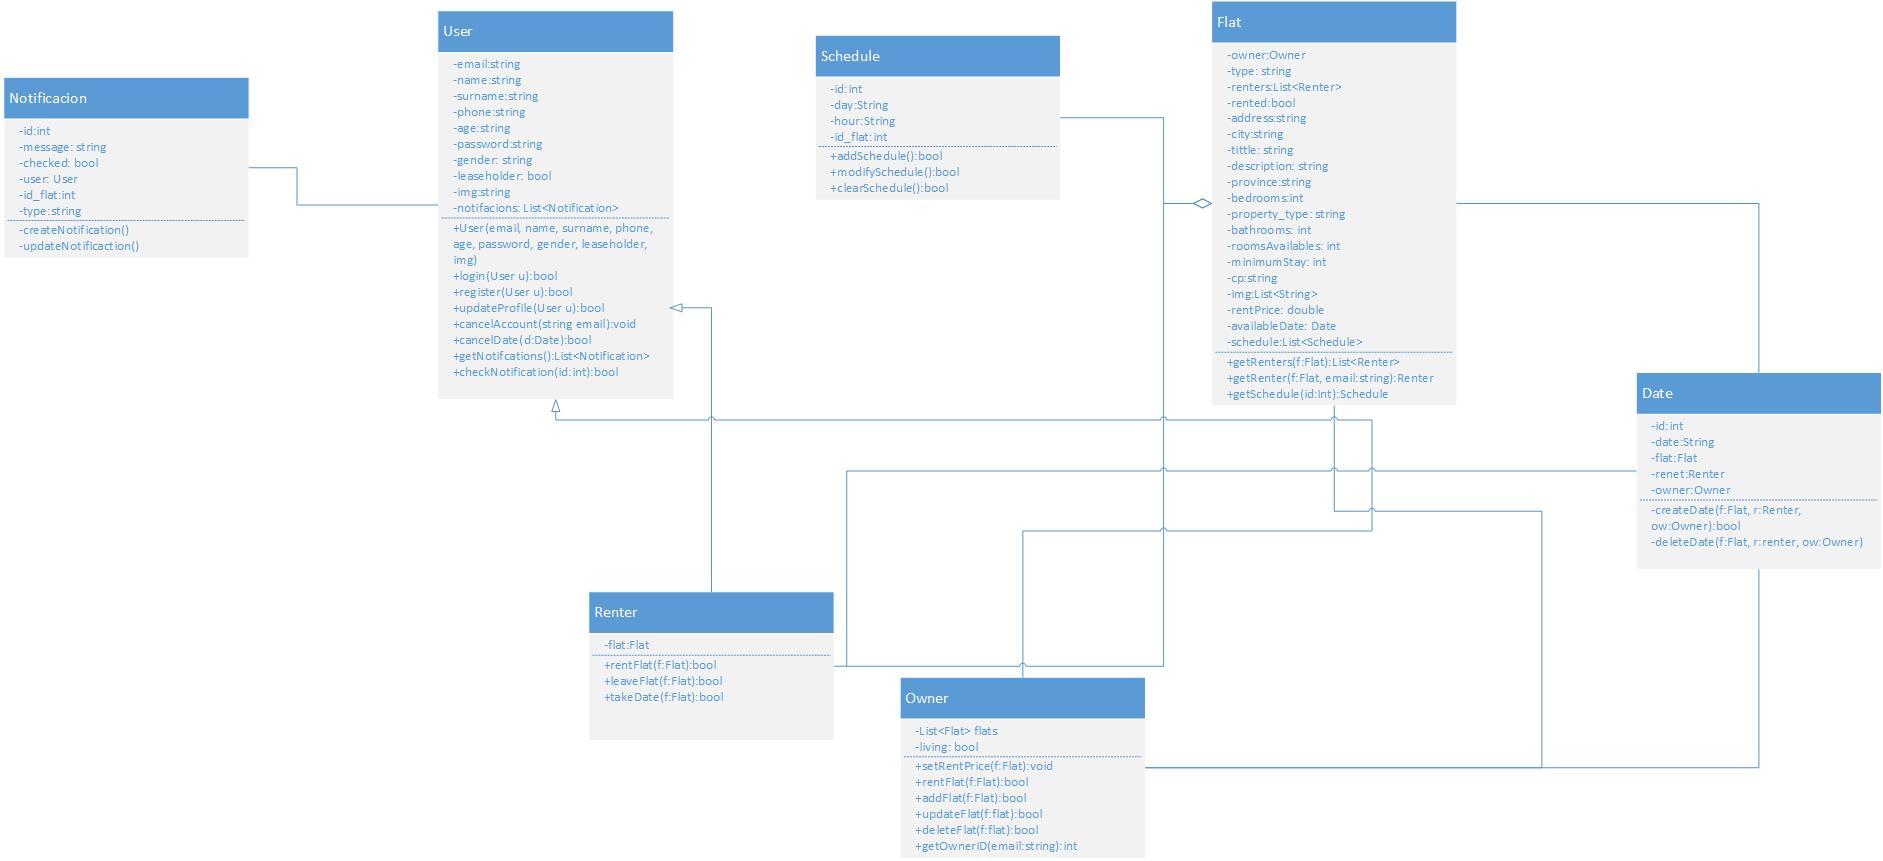 Notificacion
-id:int
-message: string
-checked: bool
-user: User
-id_flat:int
-type:string
-createNotification()
-updateNotificaction()
User
-email:string
-name:string
-surname:string
-phone:string
-age:string
-password:string
-gender: string
-leaseholder: bool
-img:string
-notifacions: List<Notification>
+User(email, name, surname, phone,
age, password, gender, leaseholder,
img)
+login(User u):bool
+register(User u):bool
+updateProfile(User u):bool
+cancelAccount(string email):void
+cancelDate(d:Date):bool
+getNotifcations():List<Notification>
+checkNotification(id:int):bool
Schedule
-id:int
-day:String
-hour:String
-id_flat:int
+addSchedule():bool
+modifySchedule():bool
+clearSchedule():bool
Flat
-owner:Owner
-type: string
-renters:List<Renter>
-rented:bool
-address:string
-city:string
-tittle: string
-description: string
-province:string
-bedrooms:int
-property_type: string
-bathrooms: int
-roomsAvailables: int
-minimumStay: int
-cp:string
-img:List<String>
-rentPrice: double
-availableDate: Date
-schedule:List<Schedule>
+getRenters(f:Flat):List<Renter>
+getRenter(f:Flat, email:string):Renter
+getSchedule(id:Int):Schedule
Date
-id:int
-date:String
-flat:Flat
-renet:Renter
-owner:Owner
-createDate(f:Flat, r:Renter,
ow:Owner):bool
-deleteDate(f:Flat, r:renter, ow:Owner)
Renter
-flat:Flat
+rentFlat(f:Flat):bool
+leaveFlat(f:Flat):bool
+takeDate(f:Flat):bool
Owner
-List<Flat> flats
-living: bool
+setRentPrice(f:Flat):void
+rentFlat(f:Flat):bool
+addFlat(f:Flat):bool
+updateFlat(f:flat):bool
+deleteFlat(f:flat):bool
+getOwnerID(email:string):int